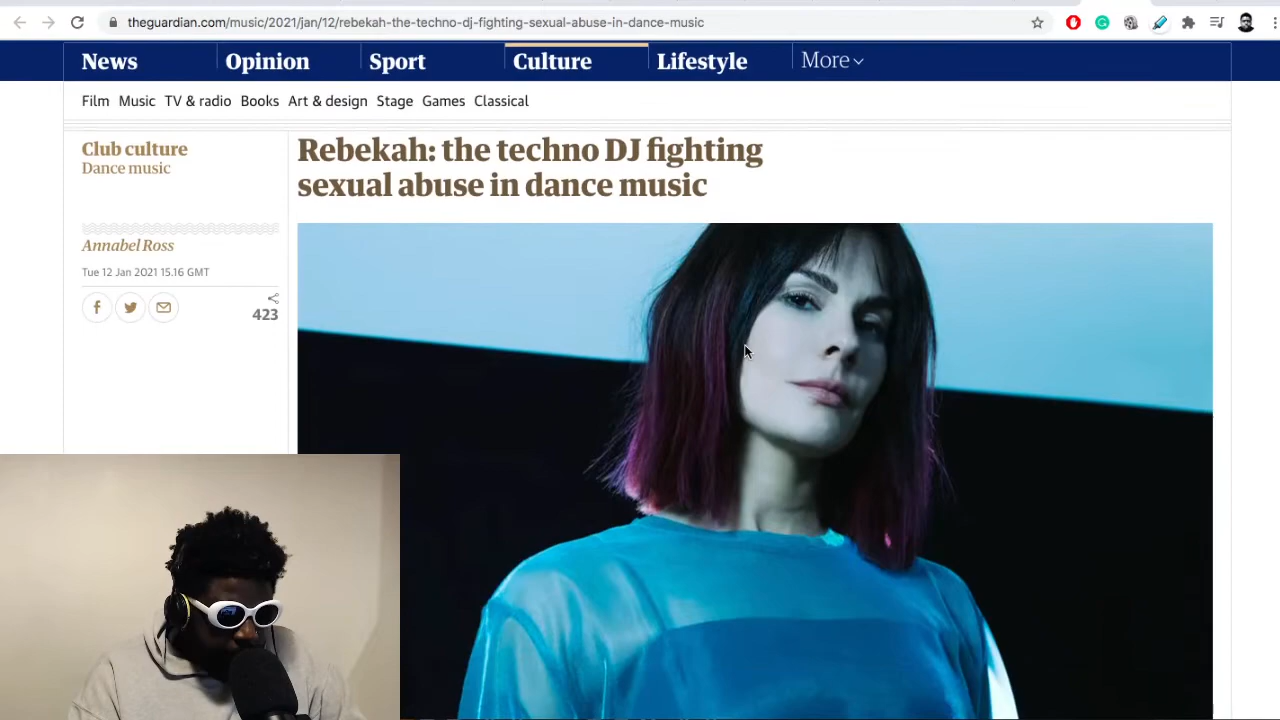 theguardian.com/music/2021/jan/12/rebekah-the-techno-dj-fighting-sexual-abuse-in-dance-music
News Opinion Sport Culture Lifestyle More
Film Music TV & radio Books Art & design Stage Games Classical
Club culture
Dance music
Rebekah: the techno DJ fighting
sexual abuse in dance music
Annabel Ross
Tue 12 Jan 2021 15.16 GMT
423